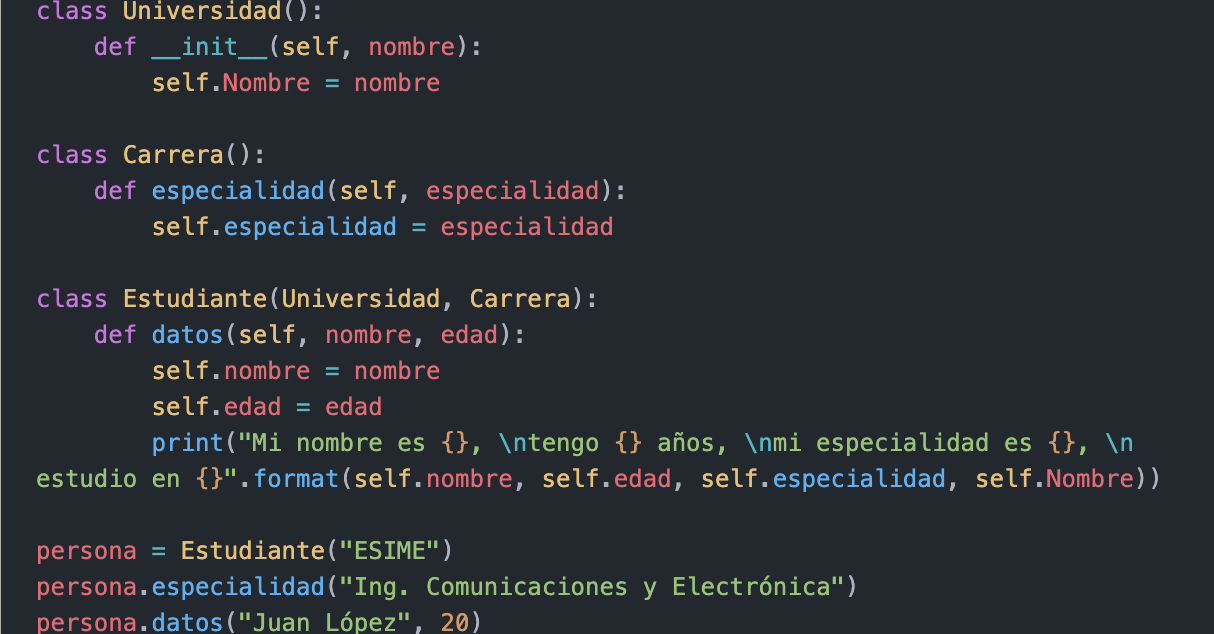 class Universidad():
    def __init__(self, nombre):
        self.Nombre = nombre

class Carrera():
    def especialidad(self, especialidad):
        self.especialidad = especialidad

class Estudiante(Universidad, Carrera):
    def datos(self, nombre, edad):
        self.nombre = nombre
        self.edad = edad
        print("Mi nombre es {}, \ntengo {} años, \nmi especialidad es {}, \n
estudio en {}".format(self.nombre, self.edad, self.especialidad, self.Nombre))

persona = Estudiante("ESIME")
persona.especialidad("Ing. Comunicaciones y Electrónica")
persona.datos("Juan López", 20)